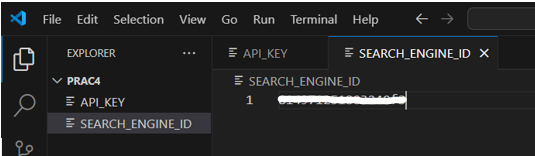 File Edit Selection View Go Run Terminal Help
EXPLORER ... API_KEY SEARCH_ENGINE_ID
PRAC4 SEARCH_ENGINE_ID
API_KEY 1
SEARCH_ENGINE_ID